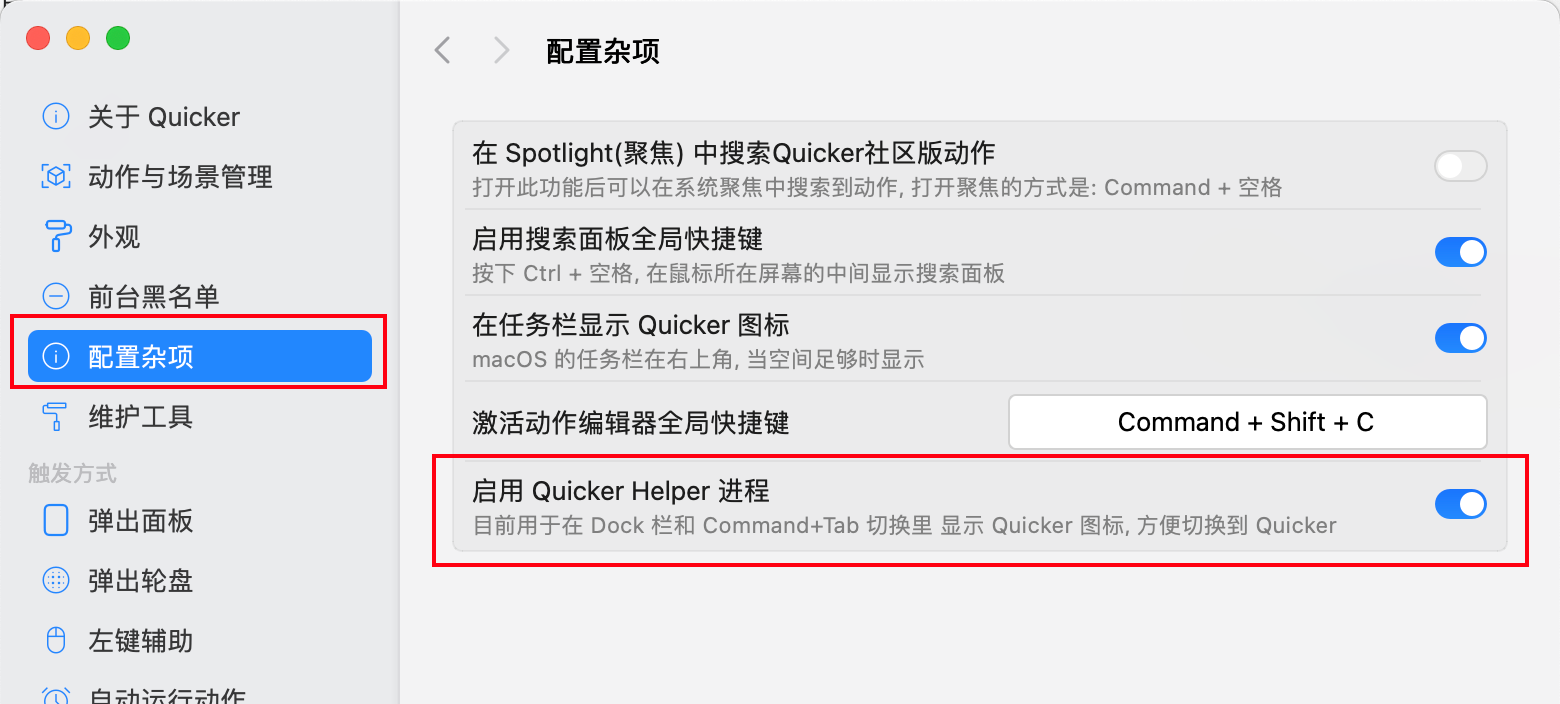 关于 Quicker
动作与场景管理
外观
前台黑名单
配置杂项
维护工具
触发方式
弹出面板
弹出轮盘
左键辅助
自动运行动作
配置杂项
在 Spotlight(聚焦) 中搜索Quicker社区版动作
打开此功能后可以在系统聚焦中搜索到动作, 打开聚焦的方式是: Command + 空格
启用搜索面板全局快捷键
按下 Ctrl + 空格, 在鼠标所在屏幕的中间显示搜索面板
在任务栏显示 Quicker 图标
macOS 的任务栏在右上角, 当空间足够时显示
激活动作编辑器全局快捷键
Command + Shift + C
启用 Quicker Helper 进程
目前用于在 Dock 栏和 Command+Tab 切换里 显示 Quicker 图标, 方便切换到 Quicker